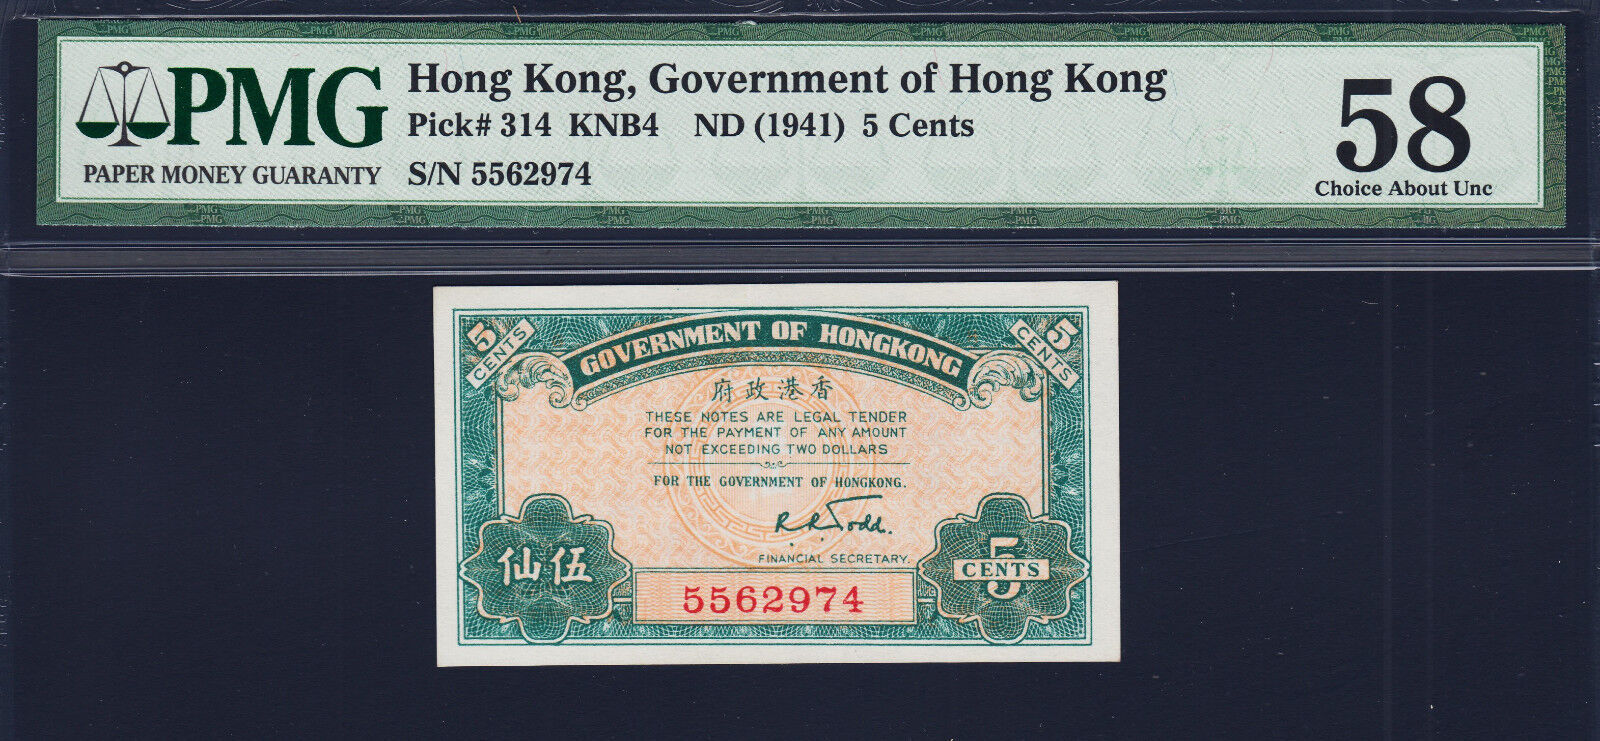 PMG
PAPER MONEY GUARANTY
Hong Kong, Government of Hong Kong
Pick# 314 KNB4 ND (1941) 5 Cents
S/N 5562974
58
Choice About Unc
5 CENTS
GOVERNMENT OF HONGKONG
5 CENTS
府政港香
THESE NOTES ARE LEGAL TENDER
FOR THE PAYMENT OF ANY AMOUNT
NOT EXCEEDING TWO DOLLARS
FOR THE GOVERNMENT OF HONGKONG.
R.R.Todd.
FINANCIAL SECRETARY.
仙伍
5 CENTS
5562974